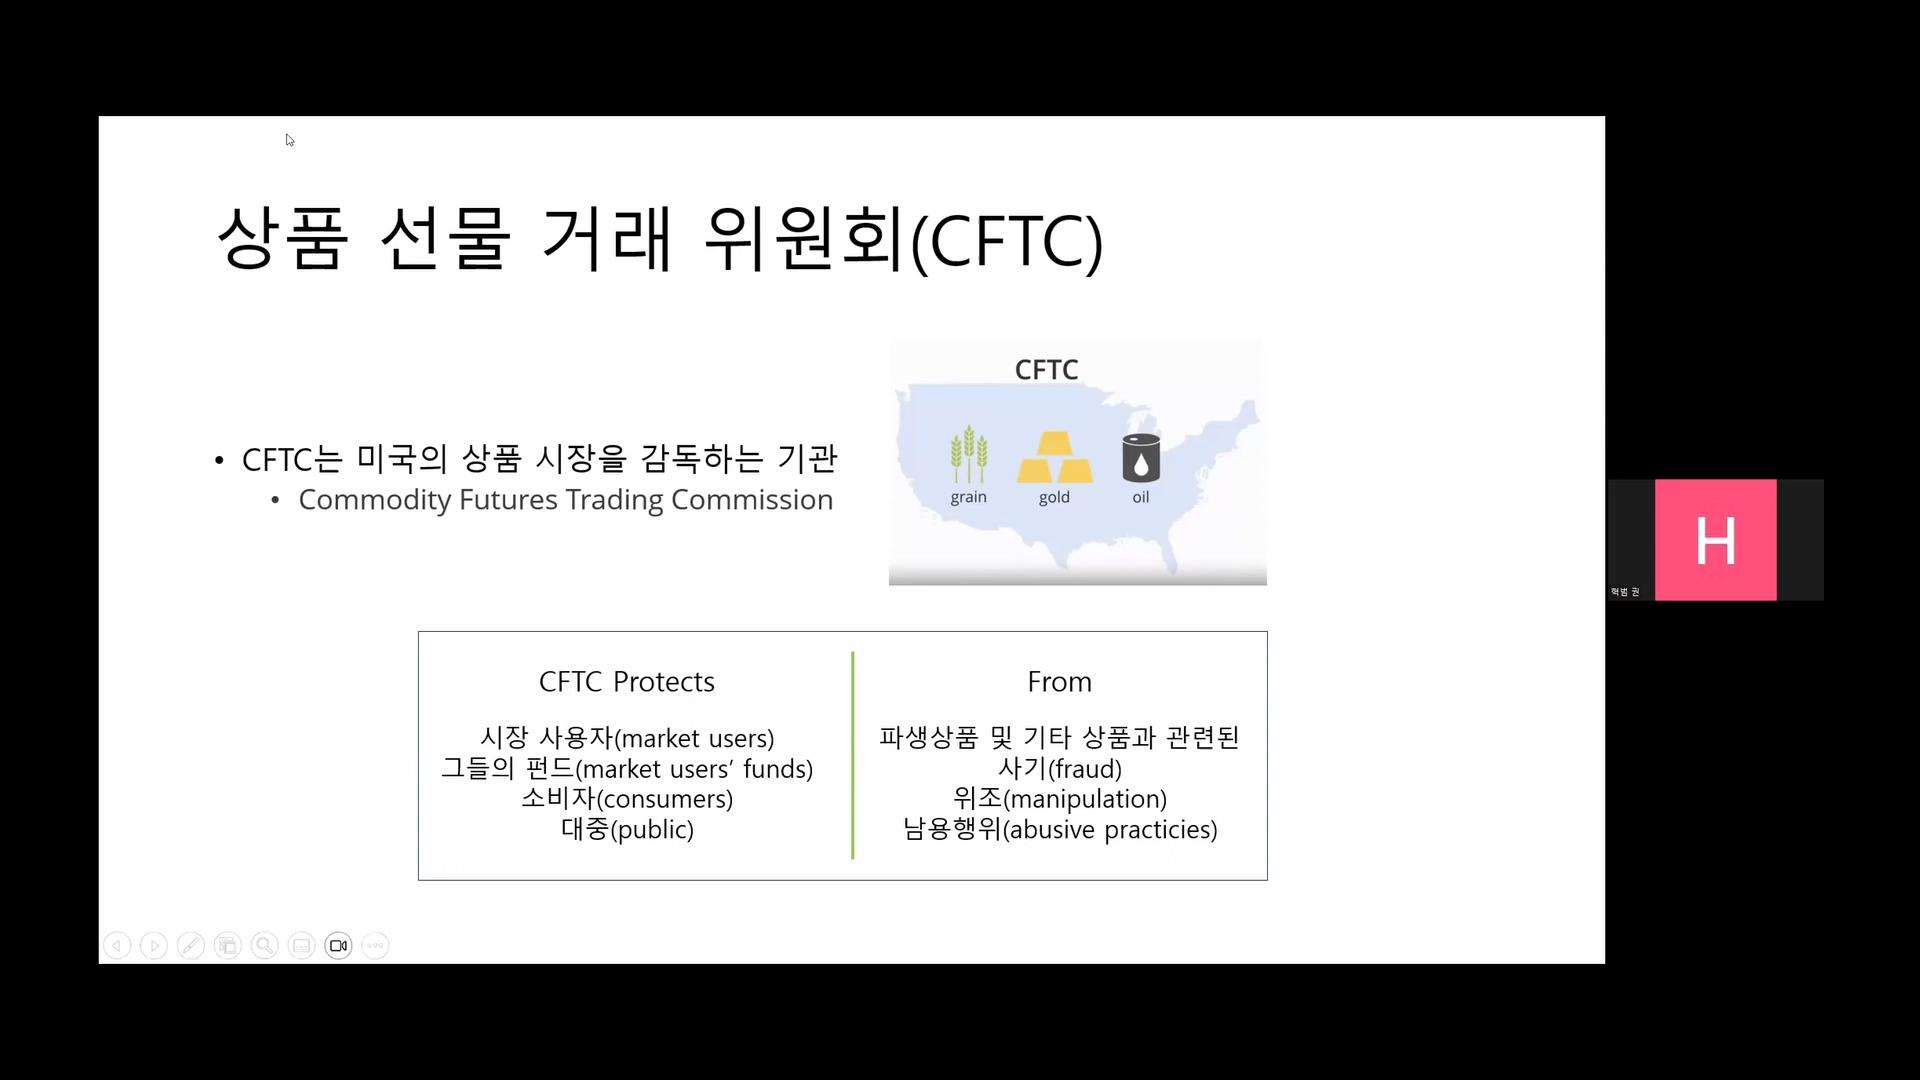 상품 선물 거래 위원회(CFTC)
• CFTC는 미국의 상품 시장을 감독하는 기관
• Commodity Futures Trading Commission
CFTC
grain
gold
oil
CFTC Protects
시장 사용자(market users)
그들의 펀드(market users’ funds)
소비자(consumers)
대중(public)
From
파생상품 및 기타 상품과 관련된
사기(fraud)
위조(manipulation)
남용행위(abusive practicies)
H
혁범 권